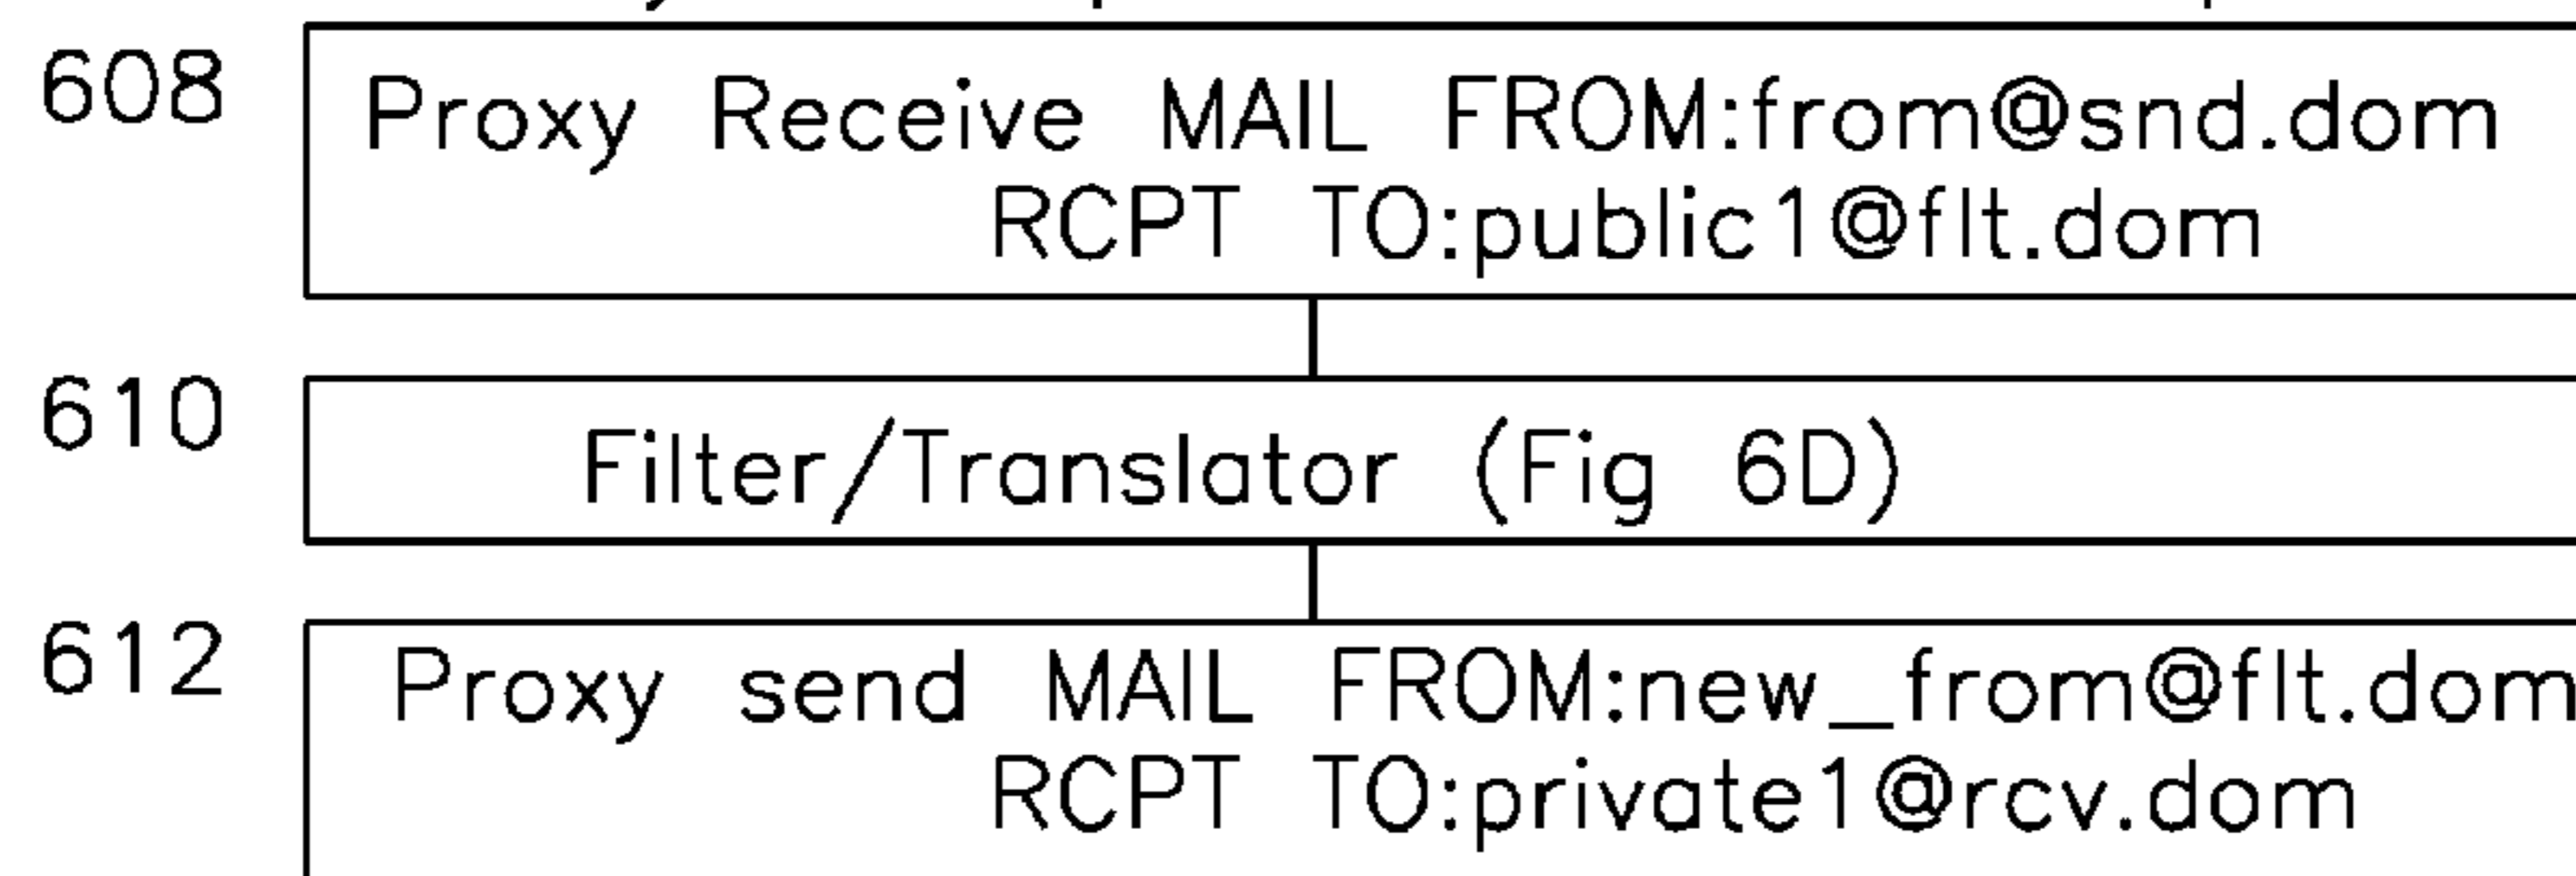 608 Proxy Receive MAIL FROM:from@snd.dom
RCPT TO:public1@flt.dom
610 Filter/Translator (Fig 6D)
612 Proxy send MAIL FROM:new_from@flt.dom
RCPT TO:private1@rcv.dom